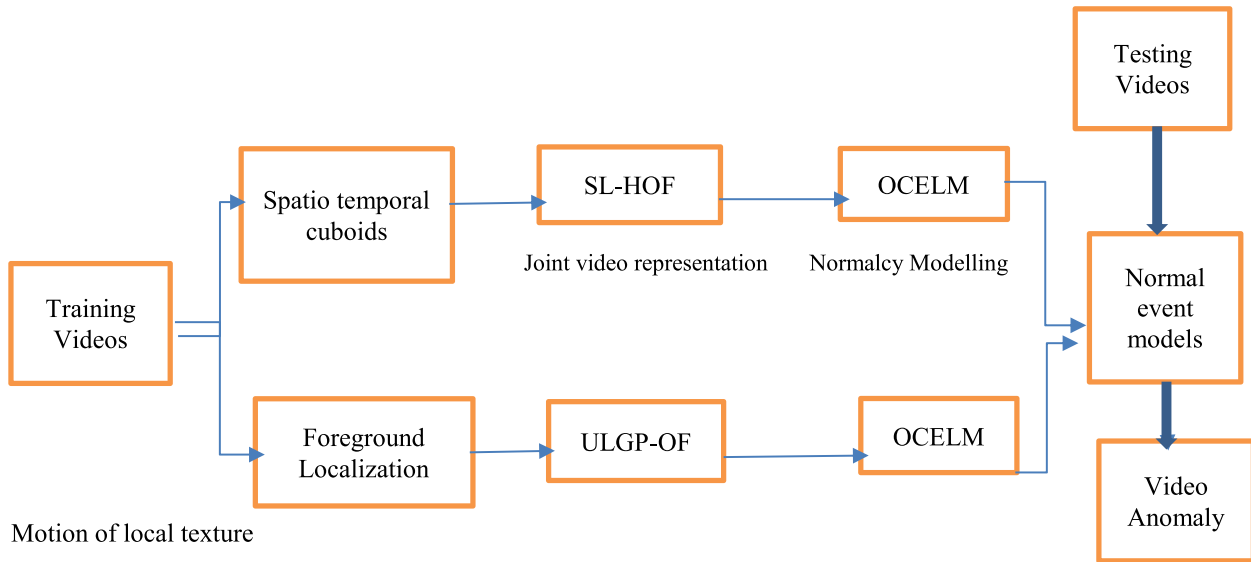 Testing
Videos
Spatio temporal
cuboids
SL-HOF
OCELM
Joint video representation
Normalcy Modelling
Training
Videos
Normal
event
models
Foreground
Localization
ULGP-OF
OCELM
Video
Anomaly
Motion of local texture